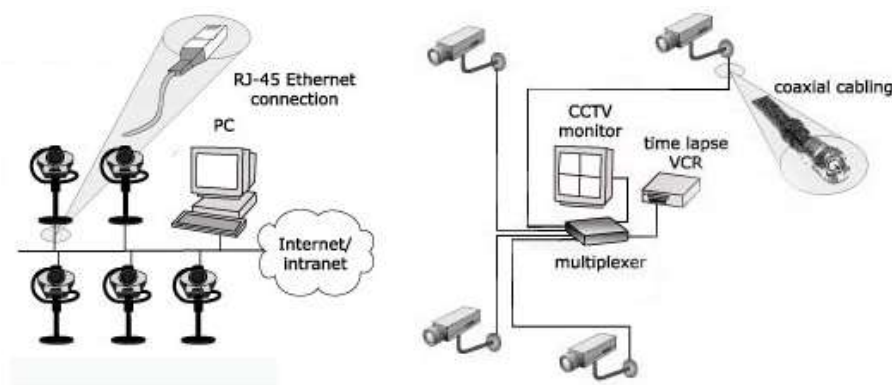 RJ-45 Ethernet
connection
PC
Internet/
intranet
coaxial cabling
CCTV
monitor
time lapse
VCR
multiplexer